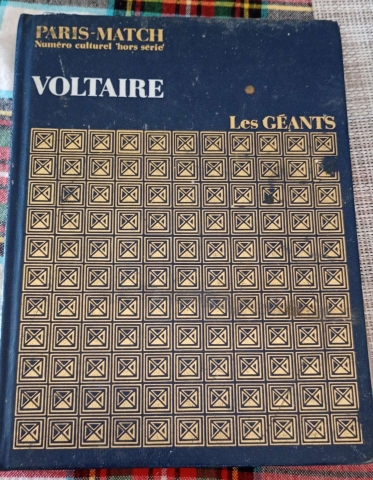 PARIS-MATCH
Numéro culturel 'hors série'
VOLTAIRE
Les GÉANTS